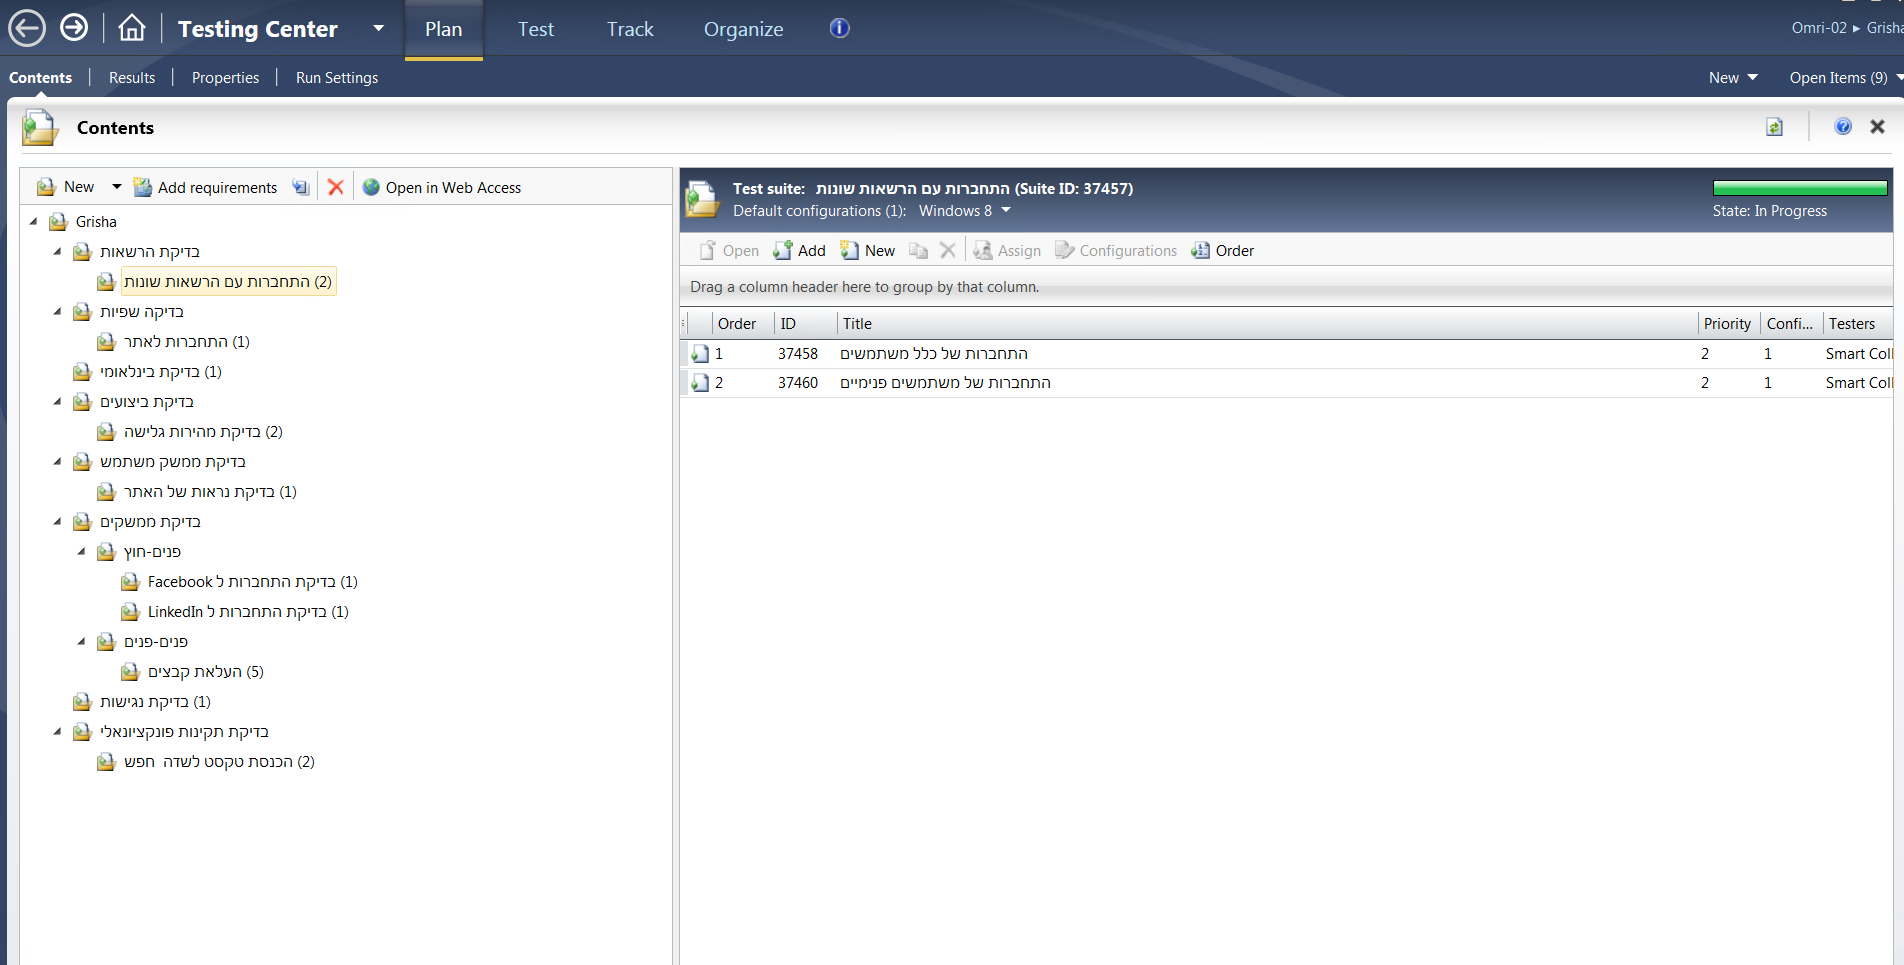 Testing Center Plan Test Track Organize
Omri-02 ▸ Grisha
Contents | Results | Properties | Run Settings
New Open Items (9)
Contents
New Add requirements Open in Web Access
Grisha
בדיקת הרשאות
התחברות עם הרשאות שונות (2)
בדיקה שפיות
התחברות לאתר (1)
בדיקת בינלאומי (1)
בדיקת ביצועים
בדיקת מהירות גלישה (2)
בדיקת ממשק משתמש
בדיקת נראות של האתר (1)
בדיקת ממשקים
פנים-חוץ
בדיקת התחברות ל Facebook (1)
בדיקת התחברות ל LinkedIn (1)
פנים-פנים
העלאת קבצים (5)
בדיקת נגישות (1)
בדיקת תקינות פונקציונאלי
הכנסת טקסט לשדה חפש (2)
Test suite: התחברות עם הרשאות שונות (Suite ID: 37457)
Default configurations (1): Windows 8
State: In Progress
Open Add New Assign Configurations Order
Drag a column header here to group by that column.
Order ID Title Priority Confi... Testers
1 37458 התחברות של כלל משתמשים 2 1 Smart Coll
2 37460 התחברות של משתמשים פנימיים 2 1 Smart Coll